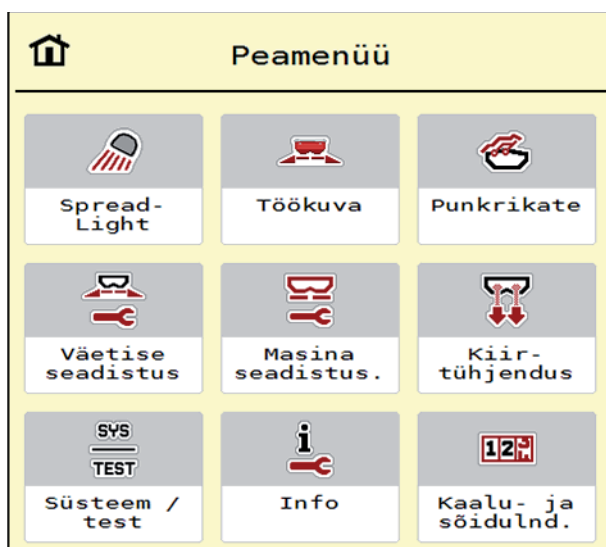 Peamenüü
Spread-
Light
Töökuva
Punkrikate
Väetise
seadistus
Masina
seadistus.
Kiir-
tühjendus
SYS
TEST
Süsteem /
test
i
Info
123
Kaalu- ja
sõidulnd.